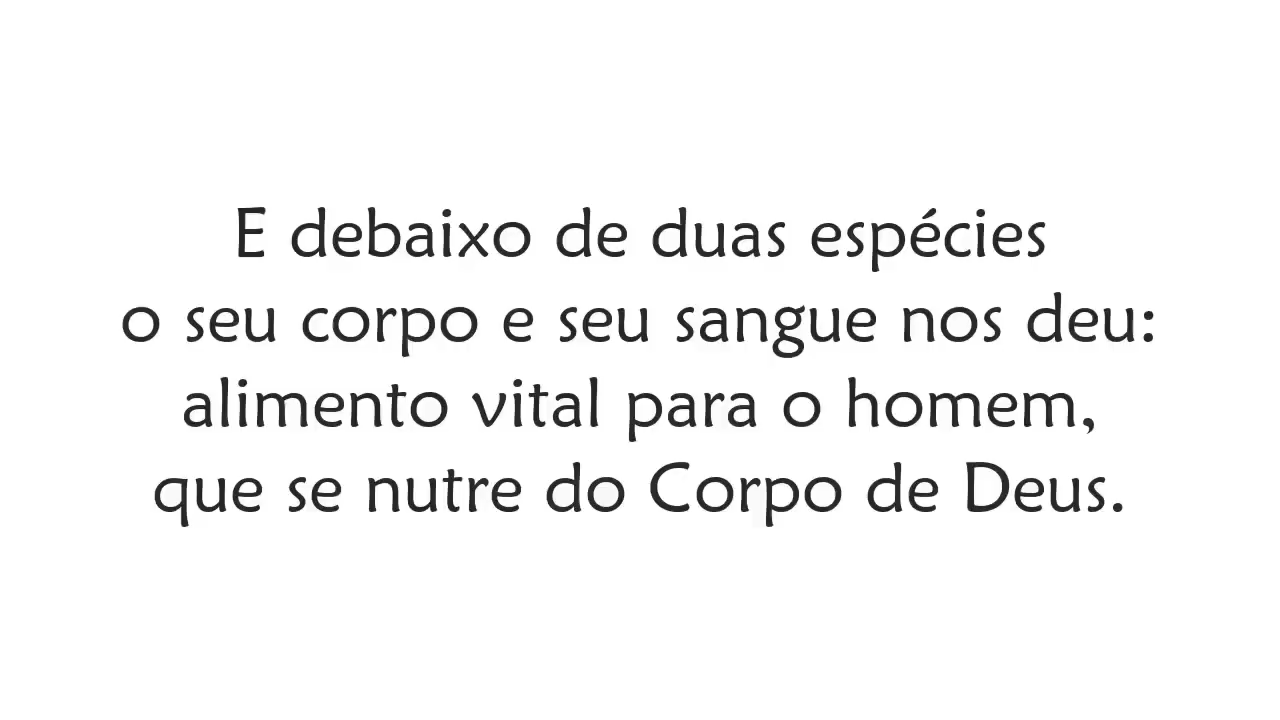 E debaixo de duas espécies
o seu corpo e seu sangue nos deu:
alimento vital para o homem,
que se nutre do Corpo de Deus.